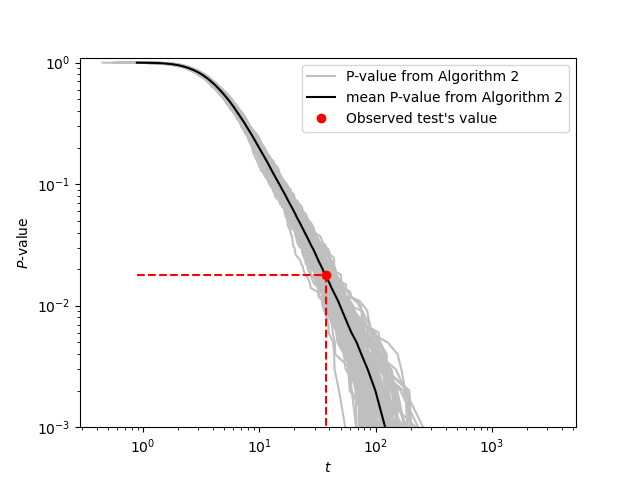 P-value from Algorithm 2
mean P-value from Algorithm 2
Observed test's value
P-value
10⁰
10⁻¹
10⁻²
10⁻³
10⁰ 10¹ 10² 10³
t